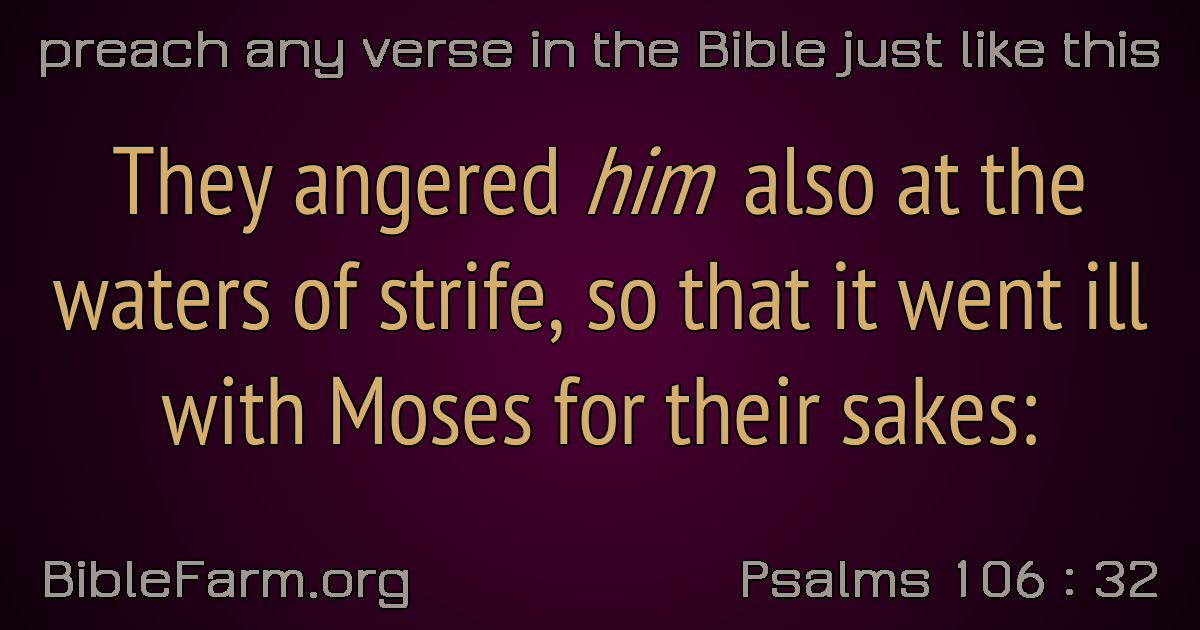 preach any verse in the Bible just like this
They angered him also at the
waters of strife, so that it went ill
with Moses for their sakes:
BibleFarm.org
Psalms 106 : 32